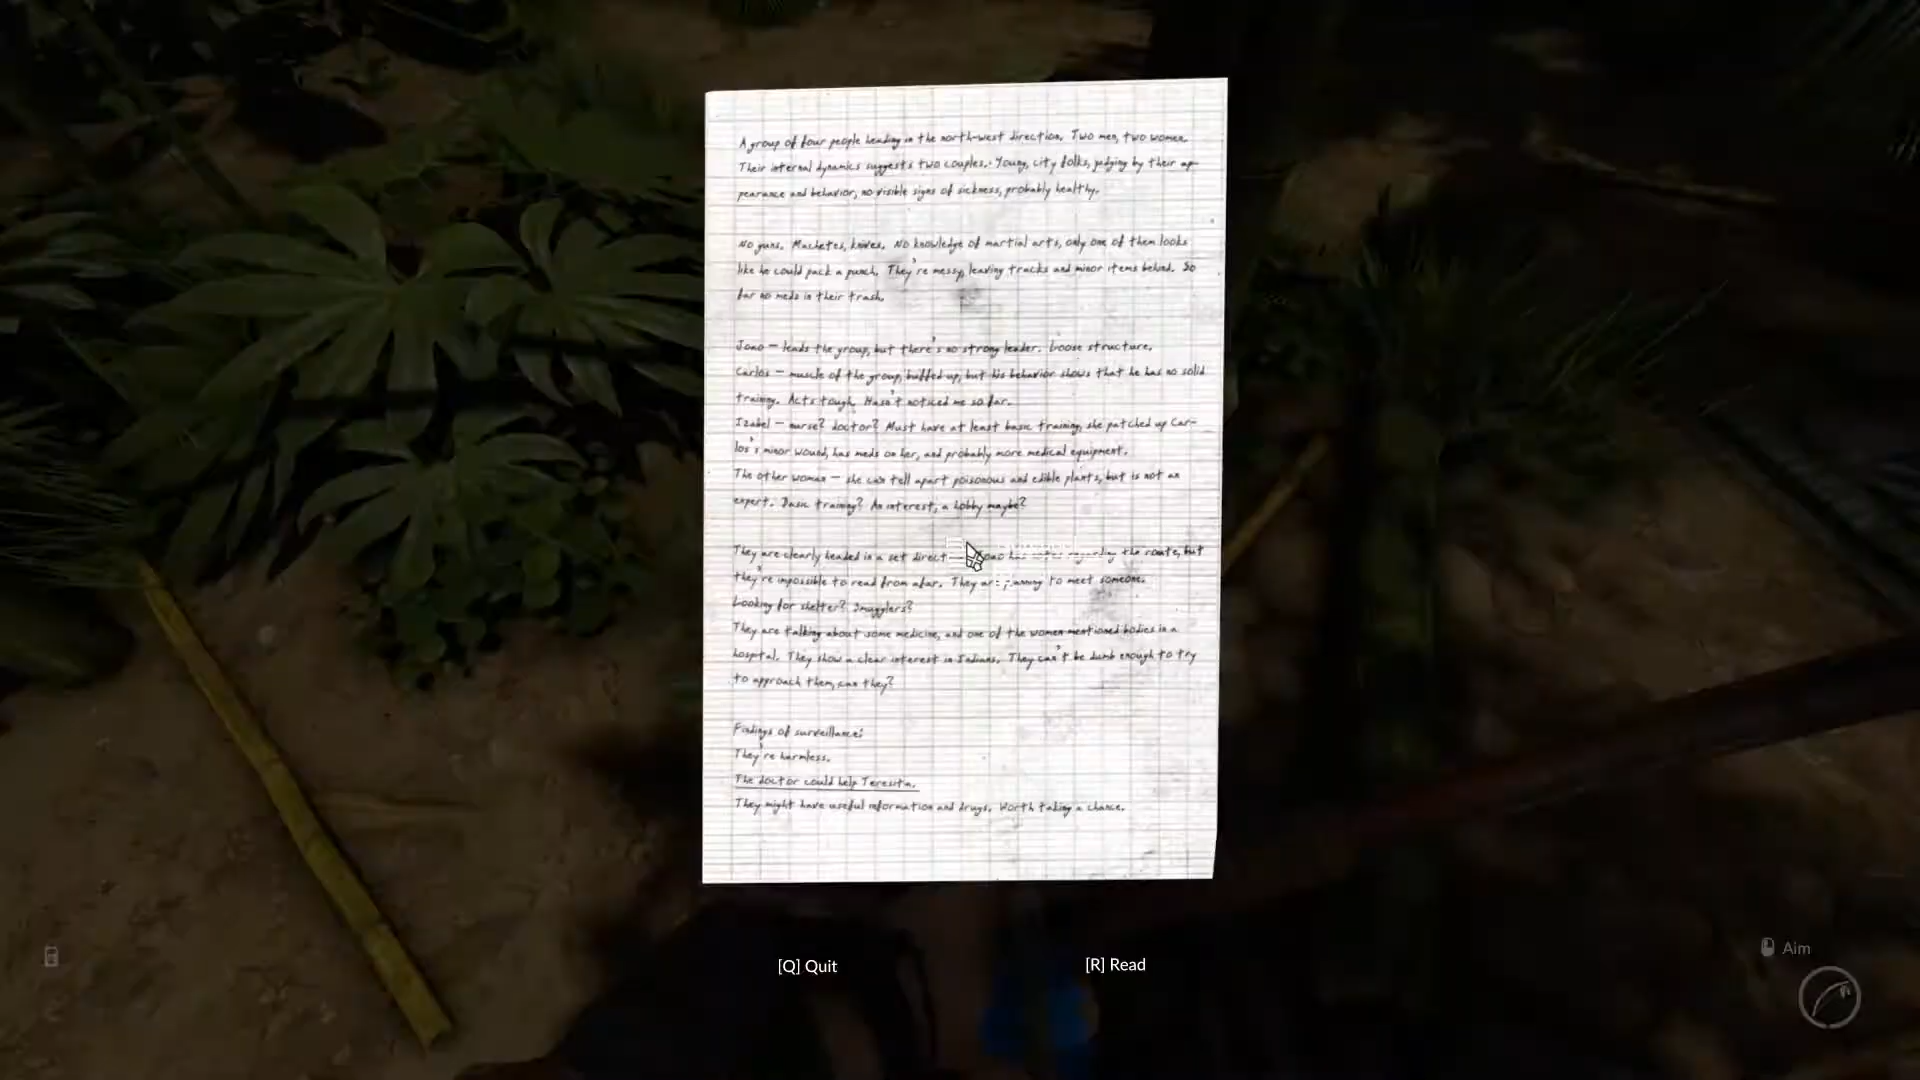 A group of four people heading in the north-west direction. Two men, two women.
Their internal dynamics suggests two couples. Young, city folks, judging by their ap-
pearance and behavior, no visible signs of sickness, probably healthy.
No guns. Machetes, knives. No knowledge of martial arts, only one of them looks
like he could pack a punch. They're messy, leaving tracks and minor items behind. So
far no meds in their trash.
Joao – leads the group, but there's no strong leader. Loose structure.
Carlos – muscle of the group, buffed up, but his behavior shows that he has no solid
training. Acts tough. Hasn't noticed me so far.
Izabel – nurse? doctor? Must have at least basic training, she patched up Car-
los's minor wound, has meds on her, and probably more medical equipment.
The other woman – she can tell apart poisonous and edible plants, but is not an
expert. Basic training? An interest, a hobby maybe?
They are clearly headed in a set regarding the route, but
they're impossible to read from afar. They are to meet someone.
Looking for shelter? Smugglers?
They are talking about some medicine, and one of the women mentioned bodies in a
hospital. They show a clear interest in Indians. They can't be dumb enough to try
to approach them, can they?
Findings of surveillance:
They're harmless.
The doctor could help Teresita.
They might have useful information and drugs. Worth taking a chance.
[Q] Quit
[R] Read
Aim